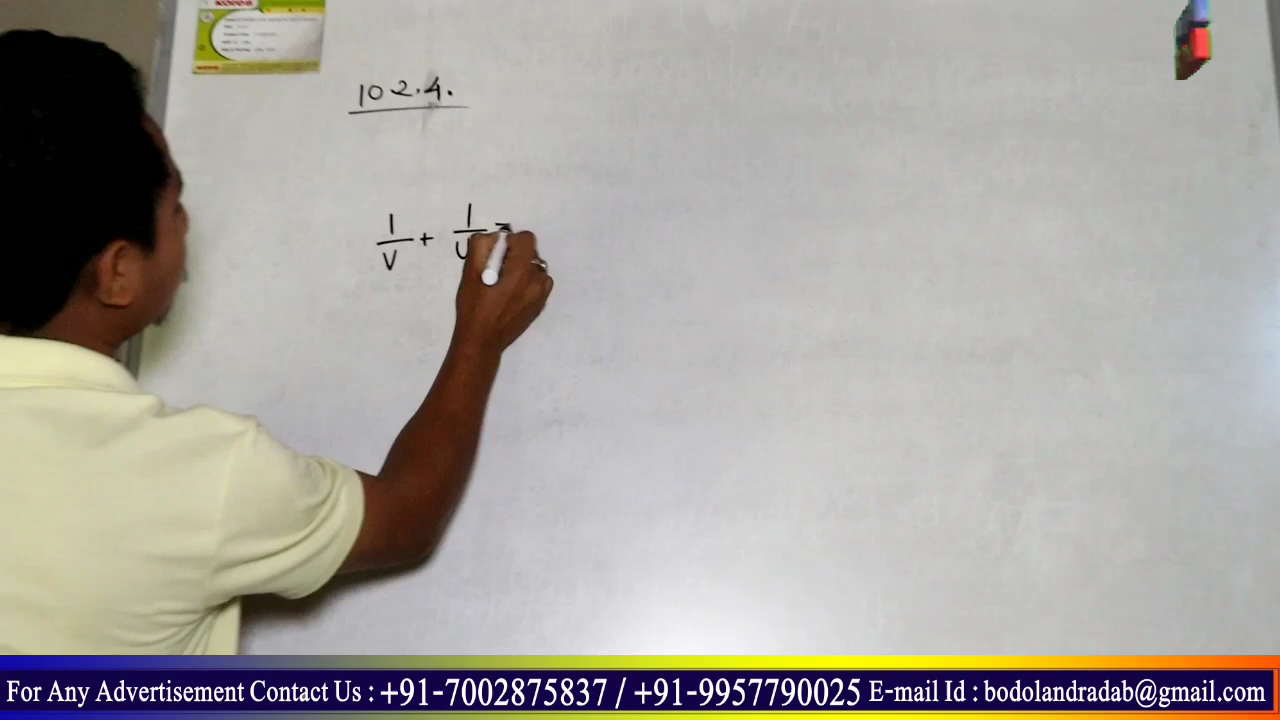 Kores
10 2.4.
1/V + 1/U =
For Any Advertisement Contact Us : +91-7002875837 / +91-9957790025 E-mail Id : bodolandradab@gmail.com